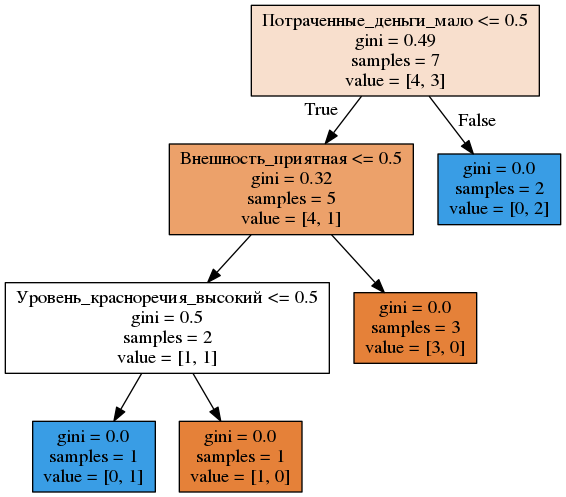 Потраченные_деньги_мало <= 0.5
gini = 0.49
samples = 7
value = [4, 3]
True
False
Внешность_приятная <= 0.5
gini = 0.32
samples = 5
value = [4, 1]
gini = 0.0
samples = 2
value = [0, 2]
Уровень_красноречия_высокий <= 0.5
gini = 0.5
samples = 2
value = [1, 1]
gini = 0.0
samples = 3
value = [3, 0]
gini = 0.0
samples = 1
value = [0, 1]
gini = 0.0
samples = 1
value = [1, 0]